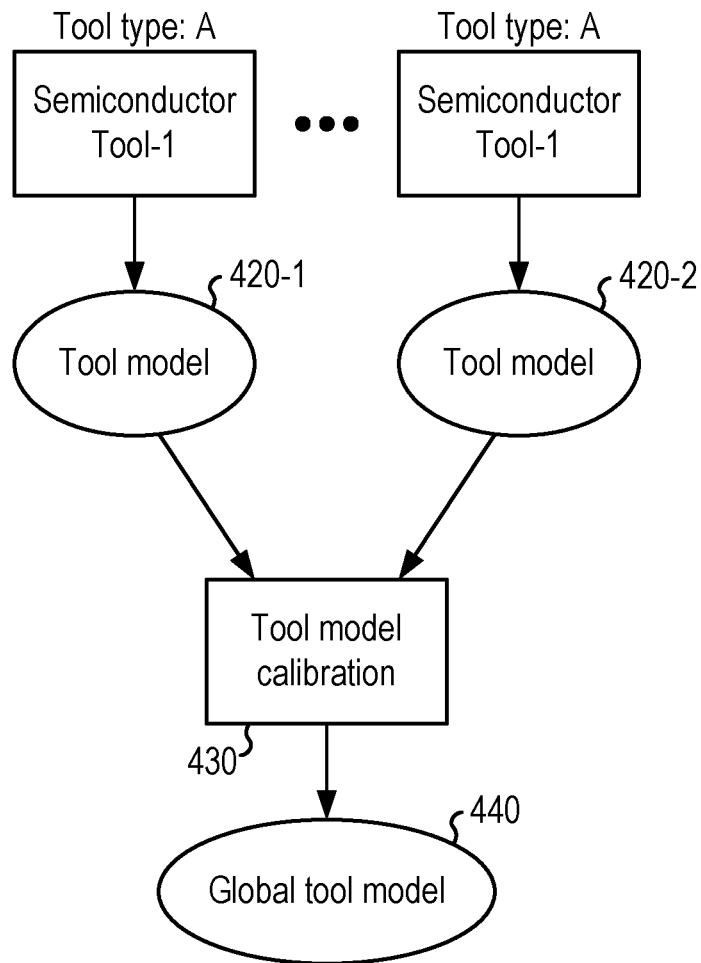 Tool type: A
Tool type: A
Semiconductor
Tool-1
Semiconductor
Tool-1
420-1
420-2
Tool model
Tool model
Tool model
calibration
430
440
Global tool model